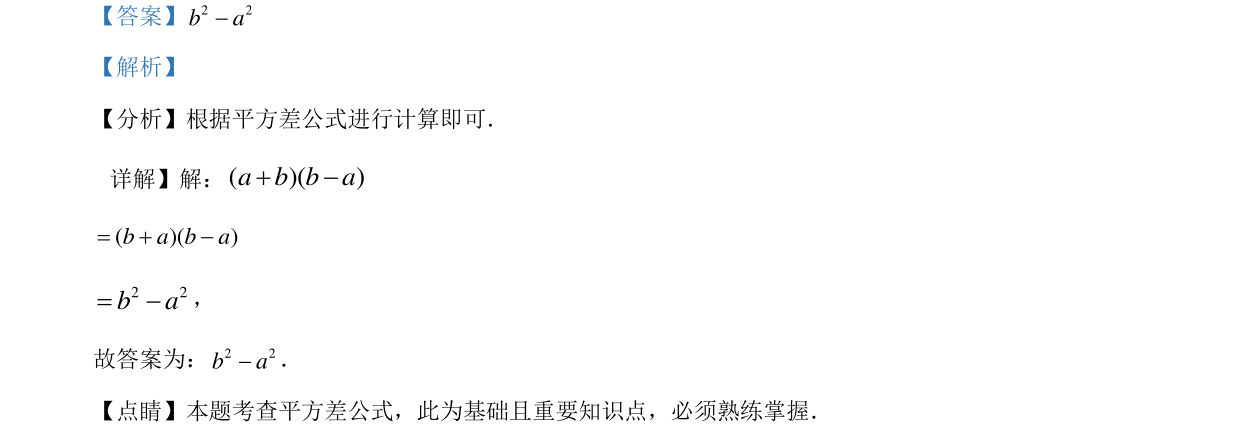 【答案】b² − a²
【解析】
【分析】根据平方差公式进行计算即可．
详解】解：(a+b)(b−a)
=(b+a)(b−a)
=b²−a²，
故答案为：b²−a²．
【点睛】本题考查平方差公式，此为基础且重要知识点，必须熟练掌握．